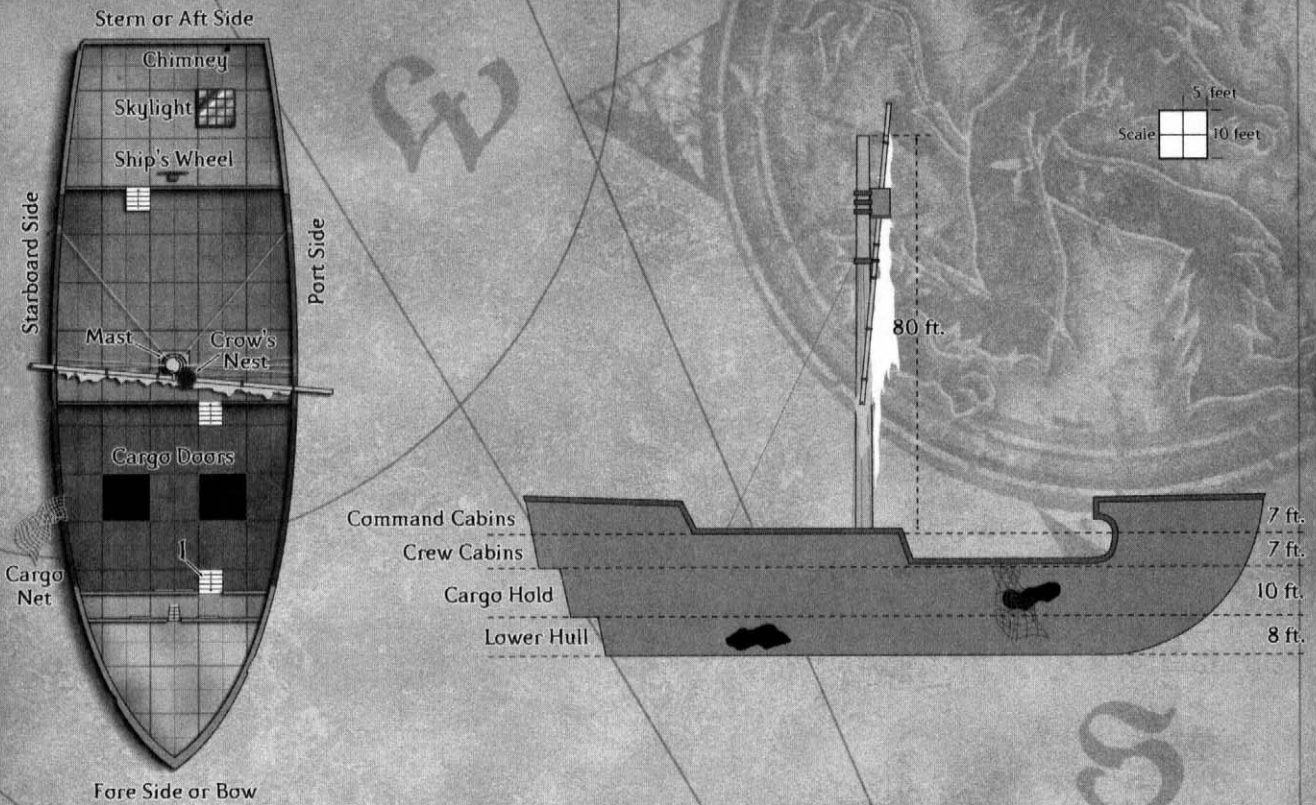 Stern or Aft Side
Chimney
Skylight
Ship's Wheel
Starboard Side
Port Side
Mast
Crow's
Nest
Cargo Doors
1
Cargo
Net
Fore Side or Bow
W
5 feet
Scale
10 feet
80 ft.
Command Cabins
7 ft.
Crew Cabins
7 ft.
Cargo Hold
10 ft.
Lower Hull
8 ft.
S